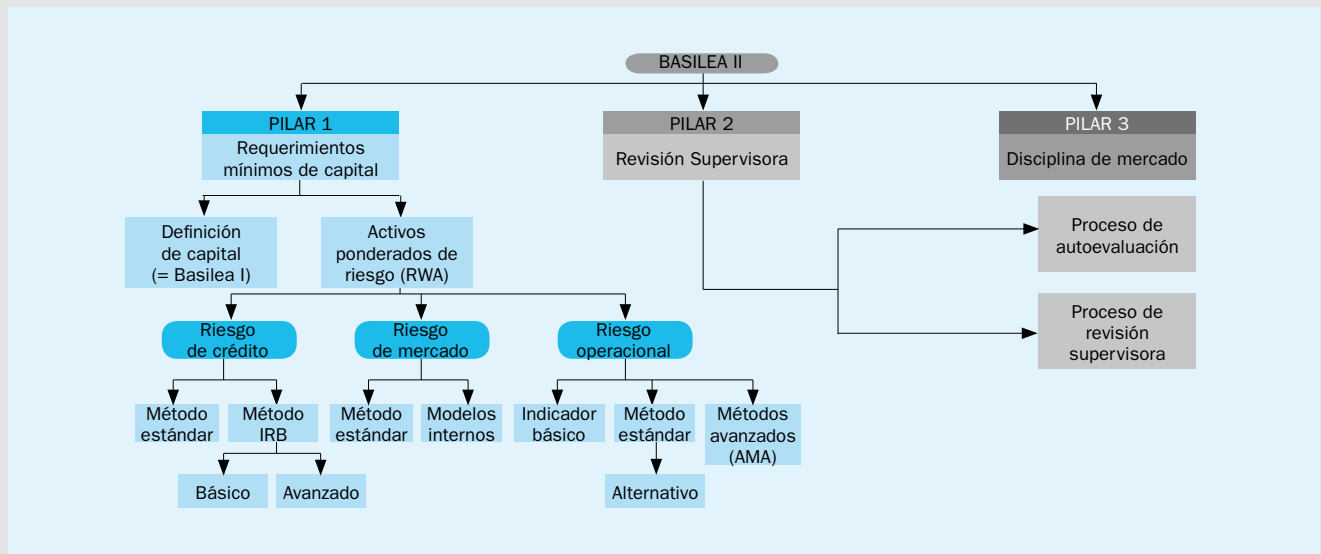 BASILEA II
PILAR 1
Requerimientos
mínimos de capital
PILAR 2
Revisión Supervisora
PILAR 3
Disciplina de mercado
Definición
de capital
(= Basilea I)
Activos
ponderados de
riesgo (RWA)
Proceso de
autoevaluación
Proceso de
revisión
supervisora
Riesgo
de crédito
Riesgo
de mercado
Riesgo
operacional
Método
estándar
Método
IRB
Método
estándar
Modelos
internos
Indicador
básico
Método
estándar
Métodos
avanzados
(AMA)
Básico
Avanzado
Alternativo